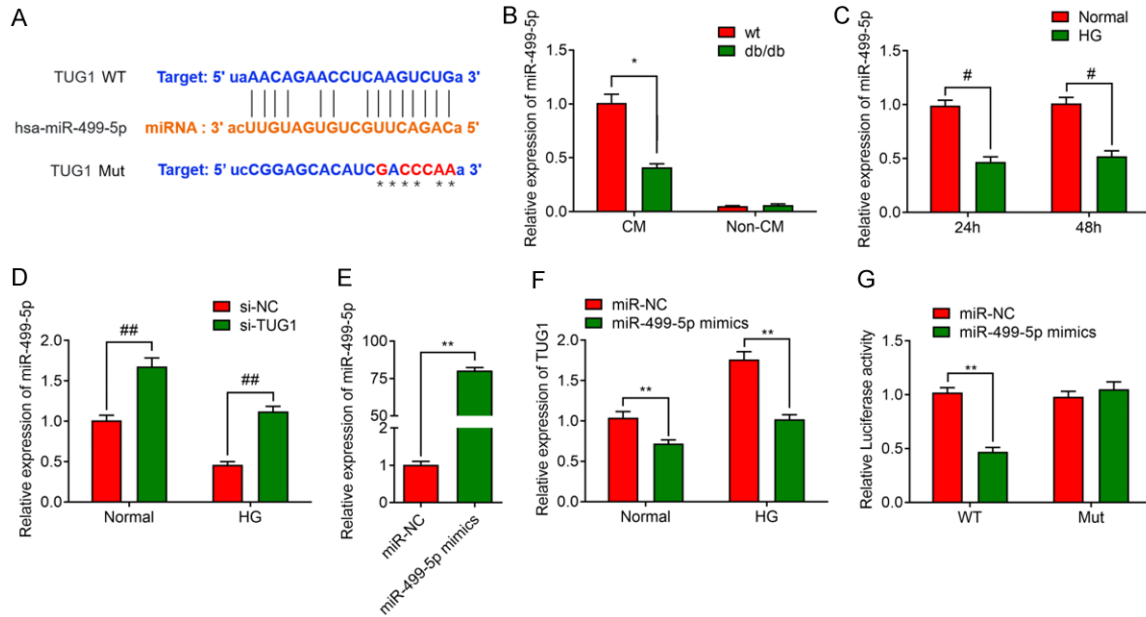 A
TUG1 WT Target: 5' uaAACAGAACCUCAAGUCUGa 3'
hsa-miR-499-5p miRNA : 3' acUUGUAGUGUCGUUCAGACa 5'
TUG1 Mut Target: 5' ucCGGAGCACAUCGACCCAAa 3'
* * * * * *
B
Relative expression of miR-499-5p
wt
db/db
*
1.5
1.0
0.5
0.0
CM Non-CM
C
Relative expression of miR-499-5p
Normal
HG
# #
1.5
1.0
0.5
0.0
24h 48h
D
Relative expression of miR-499-5p
si-NC
si-TUG1
## ##
2.0
1.5
1.0
0.5
0.0
Normal HG
E
Relative expression of miR-499-5p
**
100
75
50
2
1
0
miR-NC
miR-499-5p mimics
F
Relative expression of TUG1
miR-NC
miR-499-5p mimics
** **
2.0
1.5
1.0
0.5
0.0
Normal HG
G
Relative Luciferase activity
miR-NC
miR-499-5p mimics
**
1.5
1.0
0.5
0.0
WT Mut